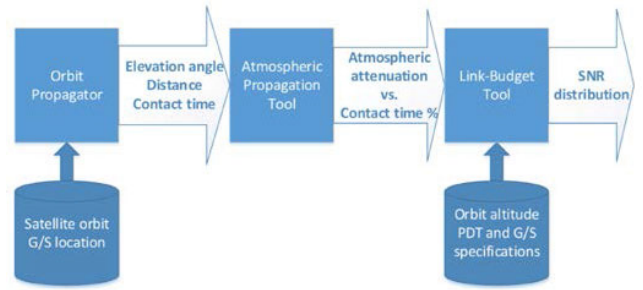 Orbit
Propagator
Elevation angle
Distance
Contact time
Atmospheric
Propagation
Tool
Atmospheric
attenuation
vs.
Contact time %
Link-Budget
Tool
SNR
distribution
Satellite orbit
G/S location
Orbit altitude
PDT and G/S
specifications